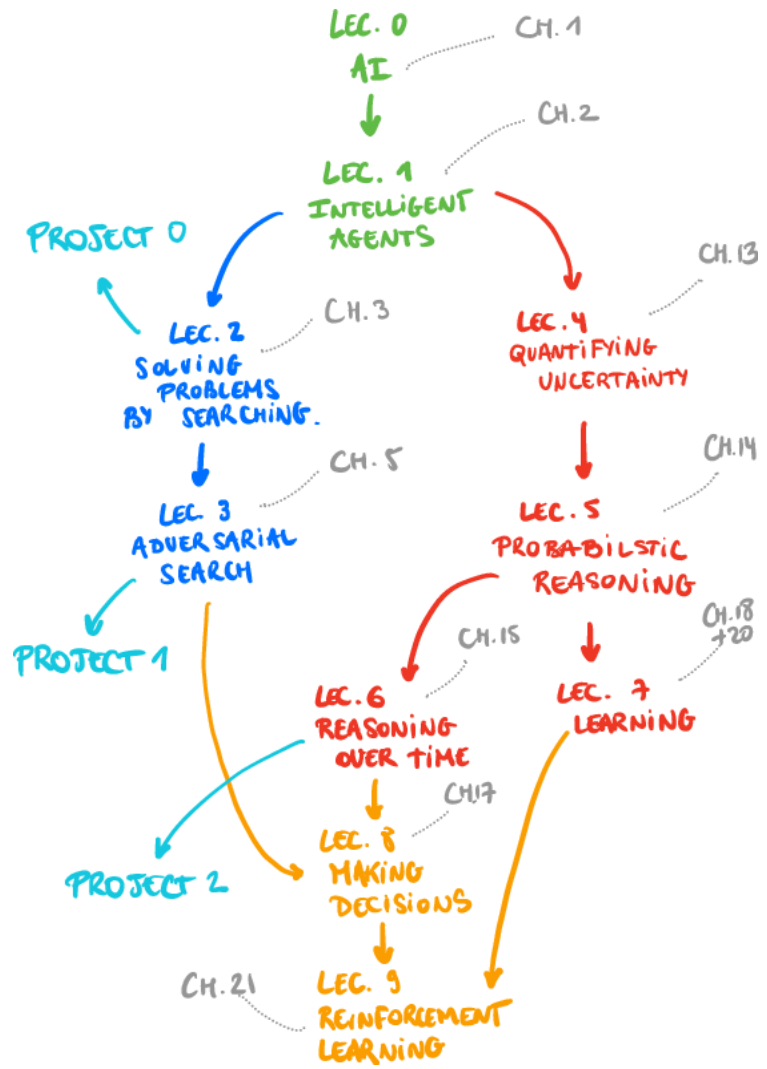 LEC. 0
CH. 1
AI
CH. 2
LEC. 1
INTELLIGENT
AGENTS
PROJECT 0
CH. 3
CH. 13
LEC. 2
SOLVING
PROBLEMS
BY SEARCHING.
LEC. 4
QUANTIFYING
UNCERTAINTY
CH. 5
CH. 14
LEC. 3
ADVERSARIAL
SEARCH
LEC. 5
PROBABILSTIC
REASONING
PROJECT 1
CH. 15
CH. 18
+20
LEC. 6
REASONING
OVER TIME
LEC. 7
LEARNING
CH.17
LEC. 8
MAKING
DECISIONS
PROJECT 2
CH. 21
LEC. 9
REINFORCEMENT
LEARNING